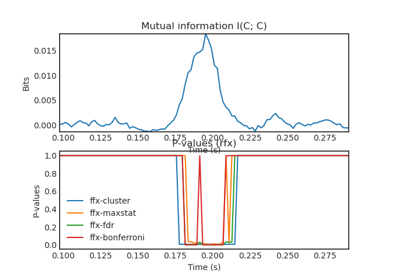 Mutual information I(C; C)
Bits
0.015
0.010
0.005
0.000
0.100 0.125 0.150 0.175 0.200 0.225 0.250 0.275
Time (s)
P-values (rfx)
P-values
1.0
0.8
0.6
0.4
0.2
0.0
ffx-cluster
ffx-maxstat
ffx-fdr
ffx-bonferroni
0.100 0.125 0.150 0.175 0.200 0.225 0.250 0.275
Time (s)